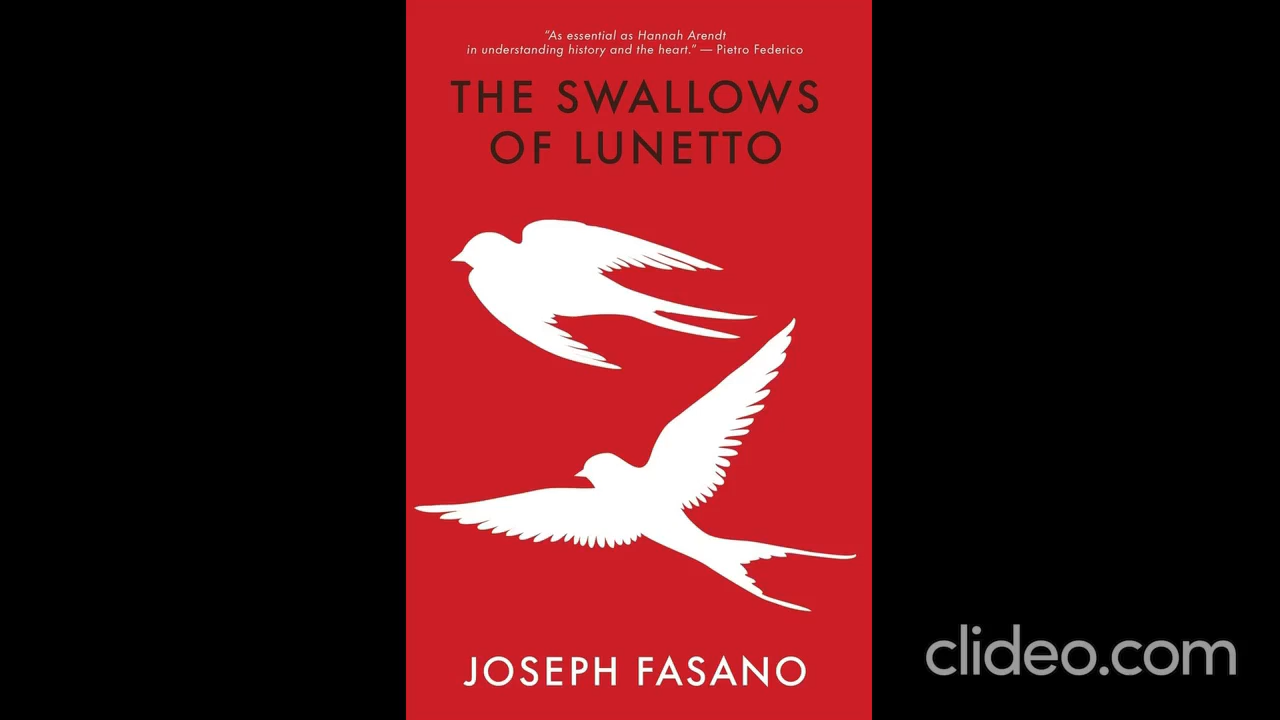 "As essential as Hannah Arendt
in understanding history and the heart." — Pietro Federico
THE SWALLOWS
OF LUNETTO
JOSEPH FASANO
clideo.com